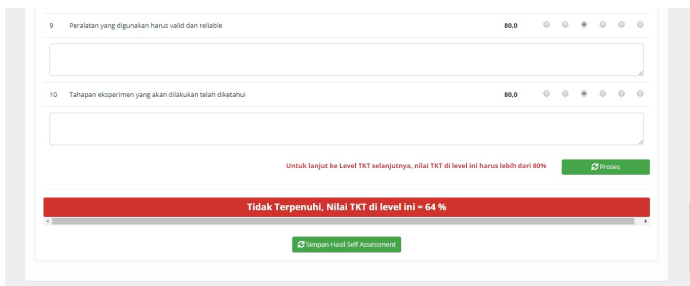 9 Peralatan yang digunakan harus valid dan reliable 80,0
10 Tahapan eksperimen yang akan dilakukan telah diketahui 80,0
Untuk lanjut ke Level TKT selanjutnya, nilai TKT di level ini harus lebih dari 80% Proses
Tidak Terpenuhi, Nilai TKT di level ini = 64 %
Simpan Hasil Self Assessment